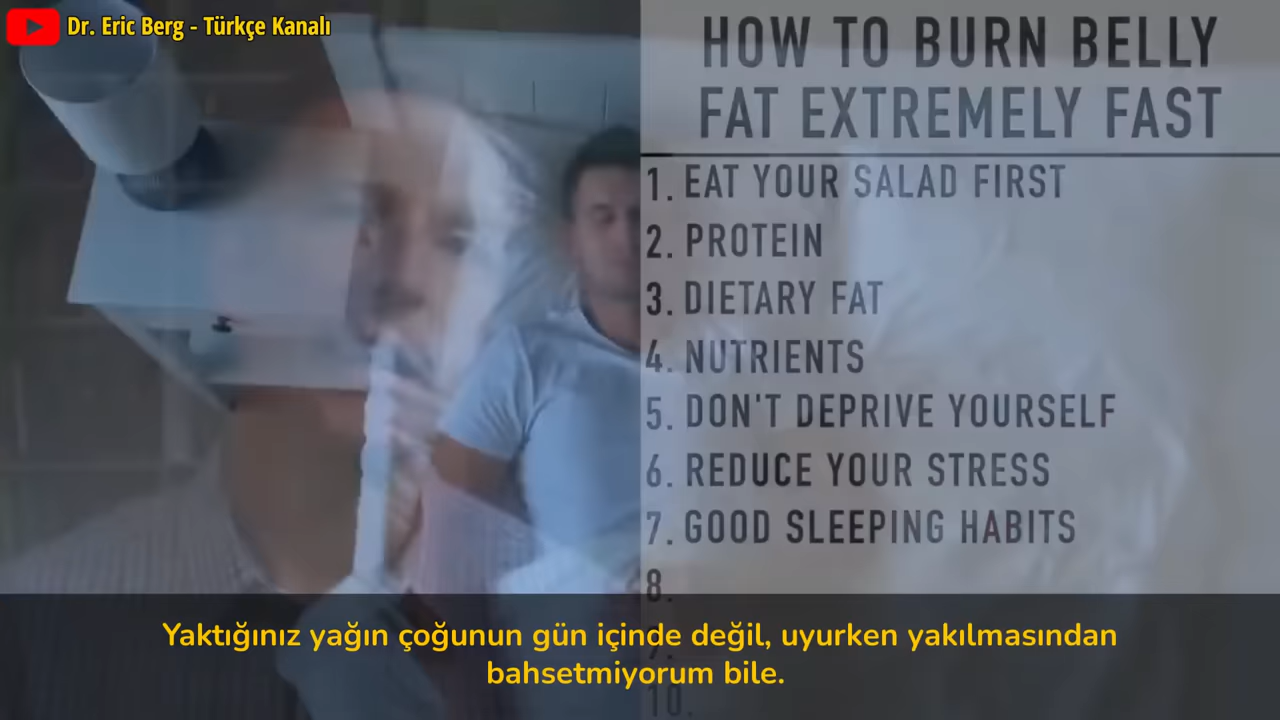 Dr. Eric Berg - Türkçe Kanalı
HOW TO BURN BELLY
FAT EXTREMELY FAST
1. EAT YOUR SALAD FIRST
2. PROTEIN
3. DIETARY FAT
4. NUTRIENTS
5. DON'T DEPRIVE YOURSELF
6. REDUCE YOUR STRESS
7. GOOD SLEEPING HABITS
8.
9.
10.
Yaktığınız yağın çoğunun gün içinde değil, uyurken yakılmasından
bahsetmiyorum bile.